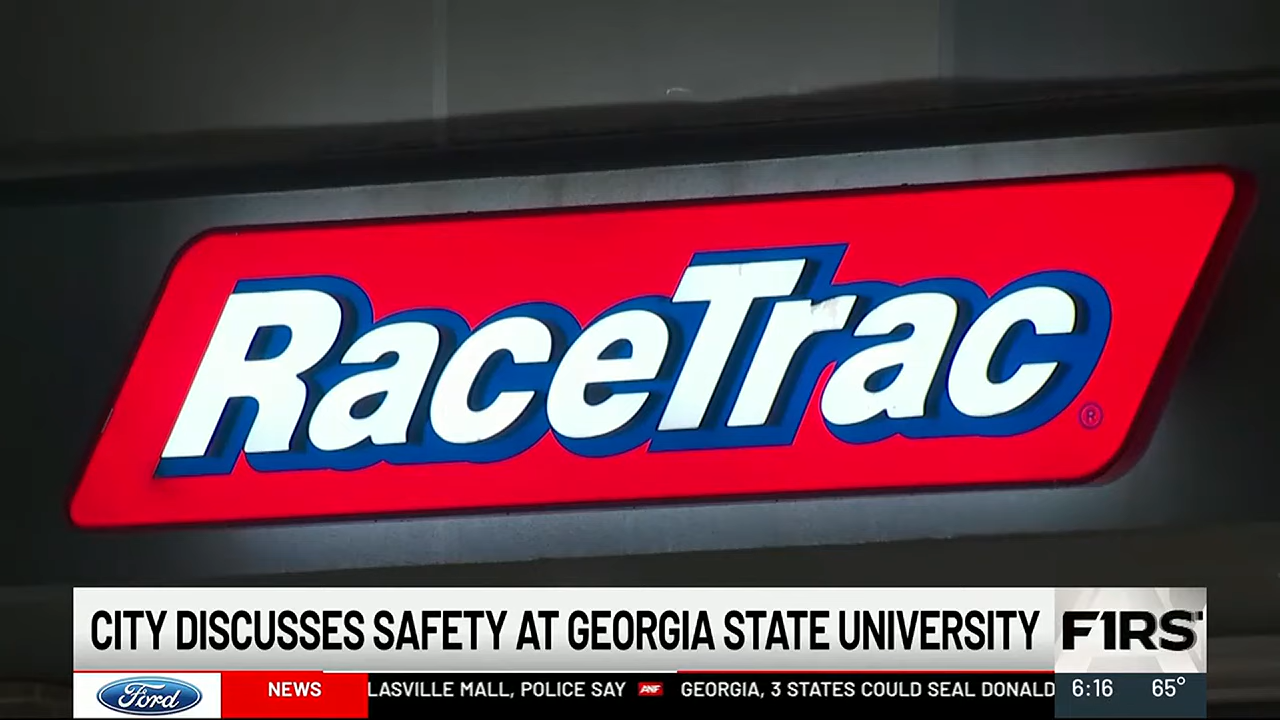 RaceTrac
®
CITY DISCUSSES SAFETY AT GEORGIA STATE UNIVERSITY
F1RS
Ford
NEWS
LASVILLE MALL, POLICE SAY ANF GEORGIA, 3 STATES COULD SEAL DONALD
6:16 65°